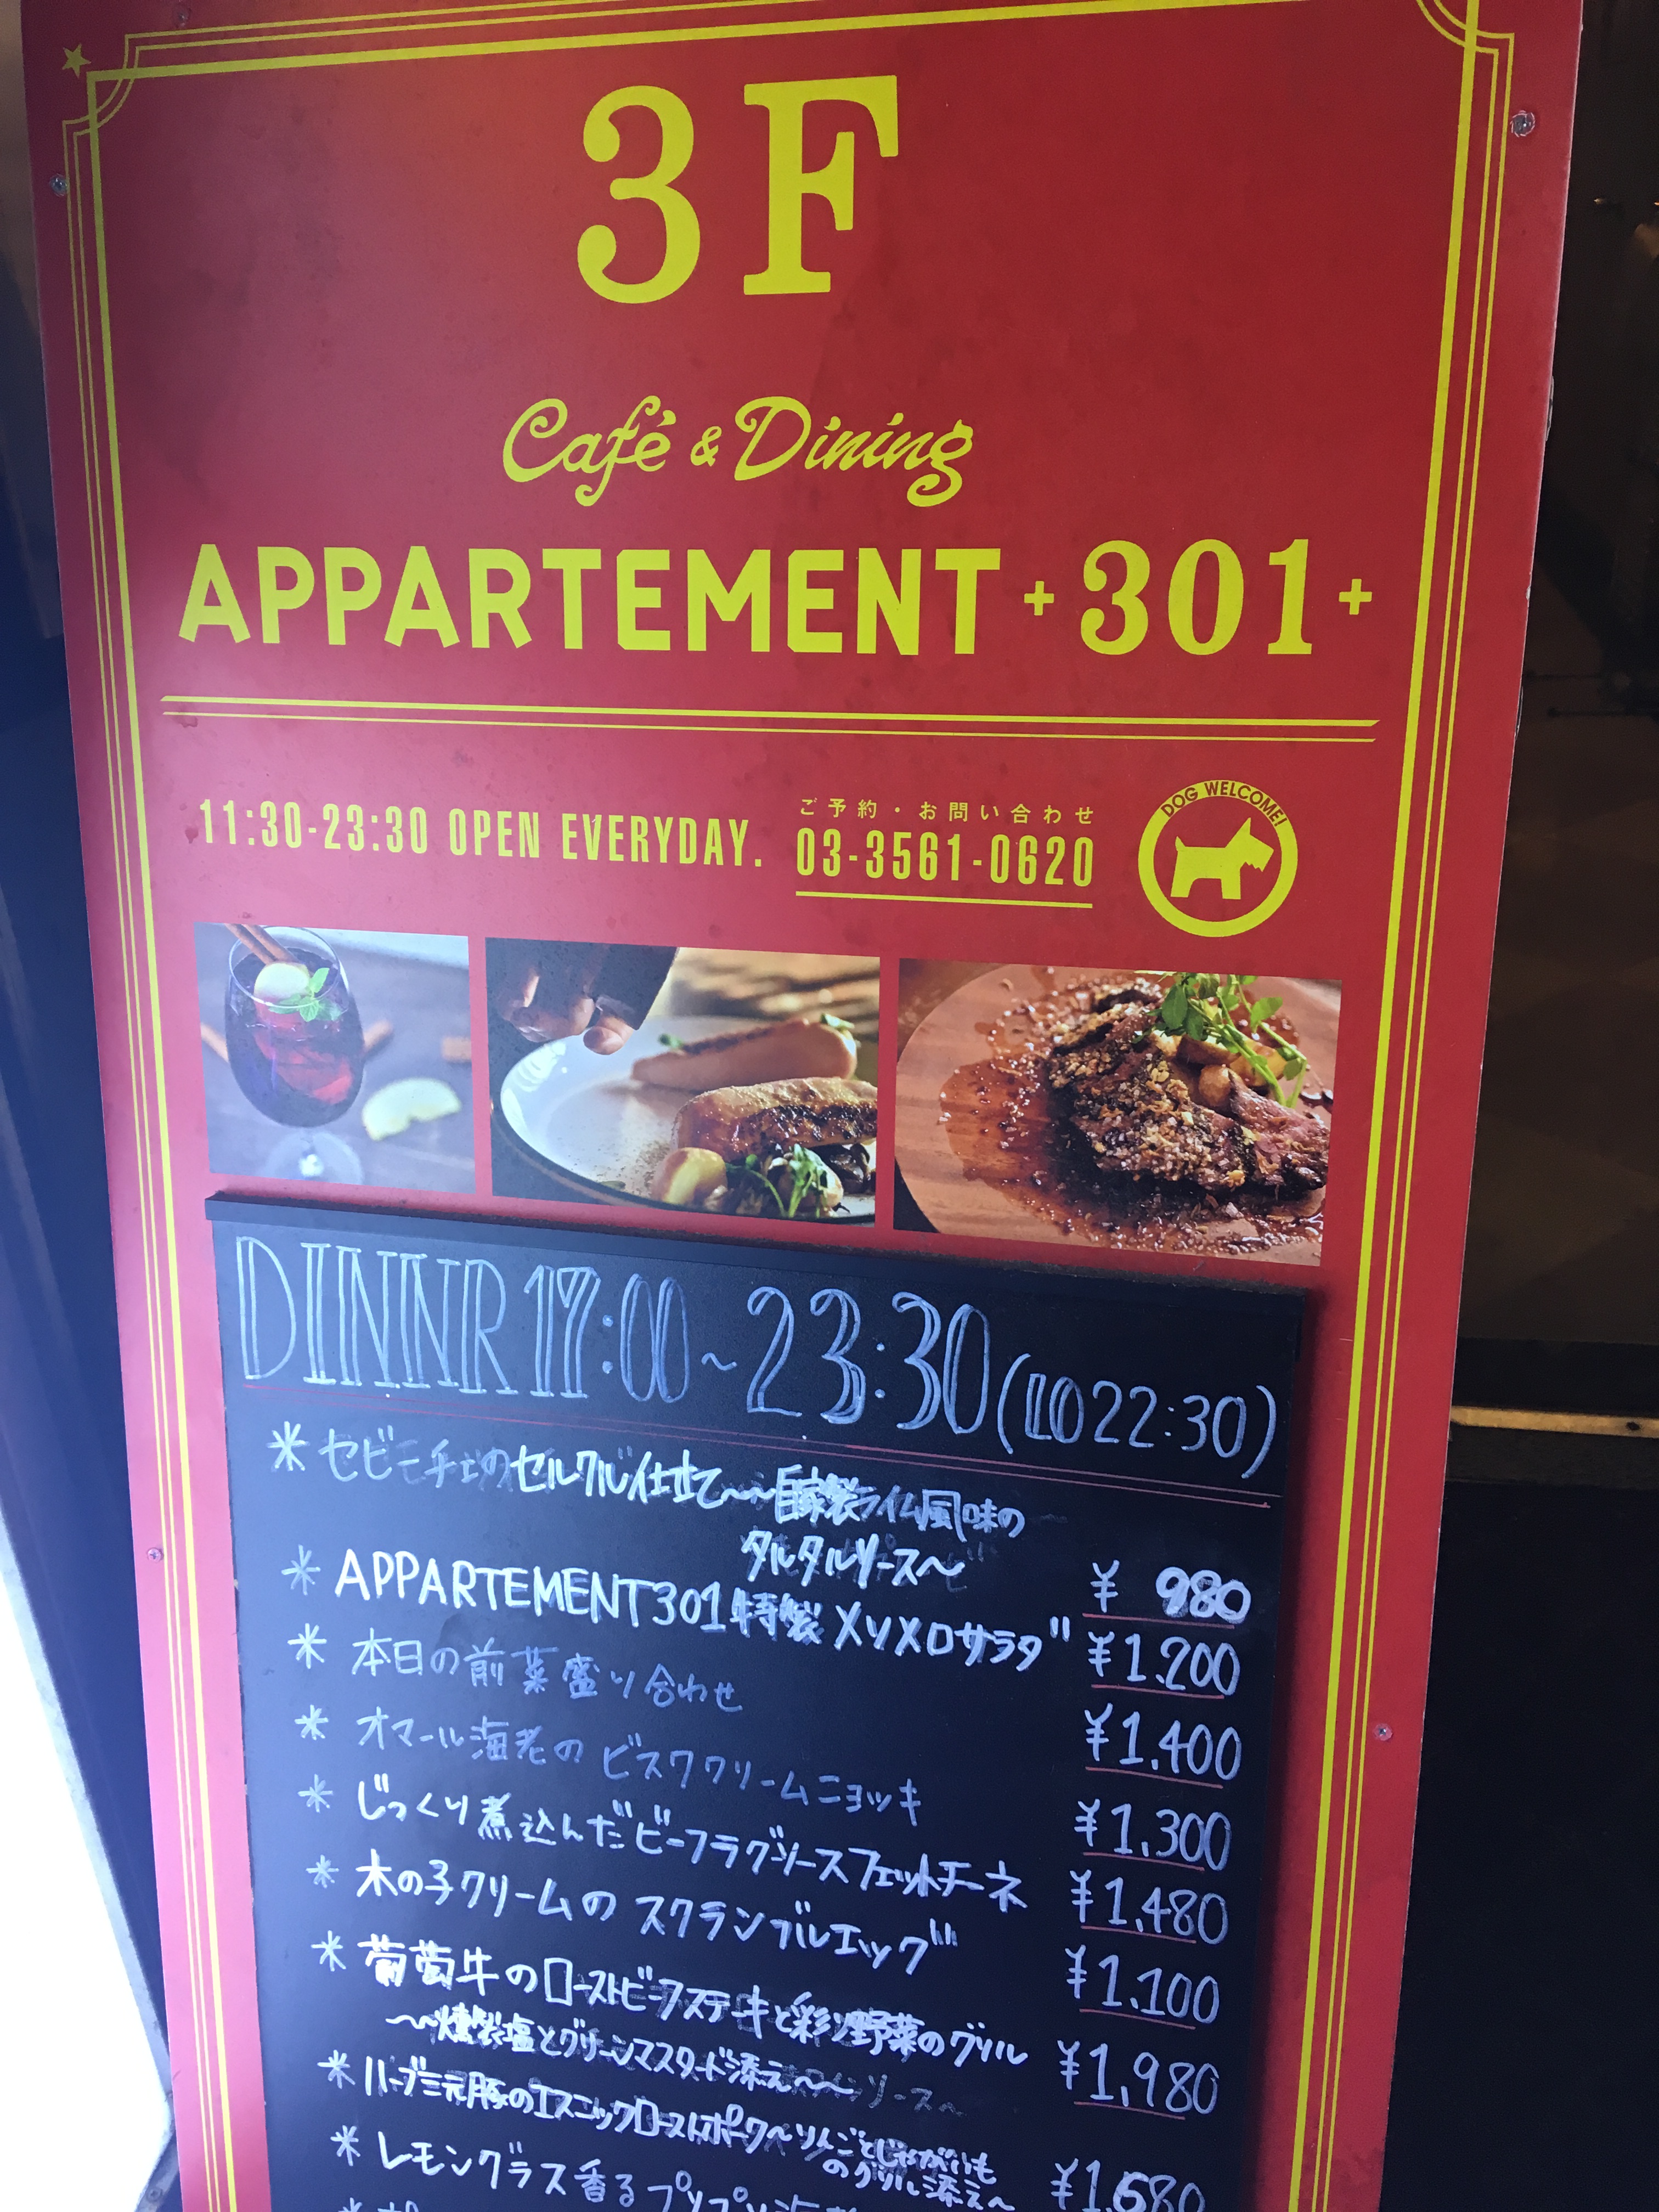 3F
Café & Dining
APPARTEMENT +301+
11:30-23:30 OPEN EVERYDAY.
ご予約・お問い合わせ
03-3561-0620
DOG WELCOME!
DINNR 17:00~23:30(LO22:30)
* セビーチェのセルクル仕立て~自家製ライム風味の
タルタルソース~ ¥980
* APPARTEMENT301特製メリメロサラダ ¥1.200
* 本日の前菜盛り合わせ ¥1.400
* オマール海老のビスククリームニョッキ ¥1.300
* じっくり煮込んだビーフラグソースフェットチーネ ¥1.480
* 木の子クリームのスクランブルエッグ ¥1.100
* 葡萄牛のローストビーフステーキと彩り野菜のグリル
~燻製塩とグリーンマスタード添え~ ¥1,980
* ハーブ三元豚のエスニックローストポーク~りんごとじゃがいも
のグリル添え~ ¥1.680
* レモングラス香るプリプリ海老